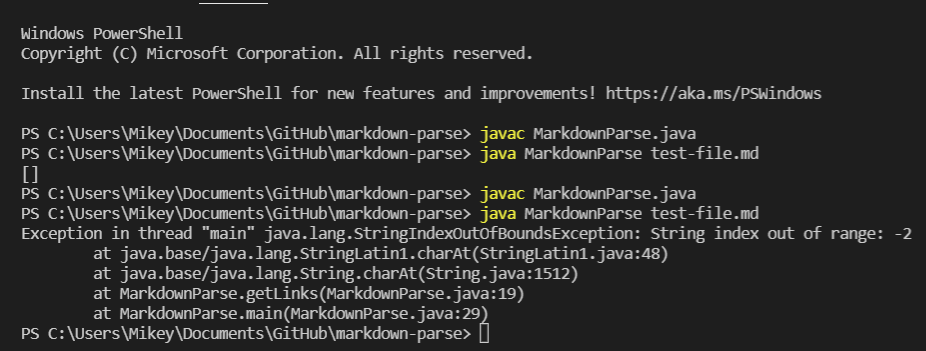 Windows PowerShell
Copyright (C) Microsoft Corporation. All rights reserved.
Install the latest PowerShell for new features and improvements! https://aka.ms/PSWindows
PS C:\Users\Mikey\Documents\GitHub\markdown-parse> javac MarkdownParse.java
PS C:\Users\Mikey\Documents\GitHub\markdown-parse> java MarkdownParse test-file.md
[]
PS C:\Users\Mikey\Documents\GitHub\markdown-parse> javac MarkdownParse.java
PS C:\Users\Mikey\Documents\GitHub\markdown-parse> java MarkdownParse test-file.md
Exception in thread "main" java.lang.StringIndexOutOfBoundsException: String index out of range: -2
        at java.base/java.lang.StringLatin1.charAt(StringLatin1.java:48)
        at java.base/java.lang.String.charAt(String.java:1512)
        at MarkdownParse.getLinks(MarkdownParse.java:19)
        at MarkdownParse.main(MarkdownParse.java:29)
PS C:\Users\Mikey\Documents\GitHub\markdown-parse>